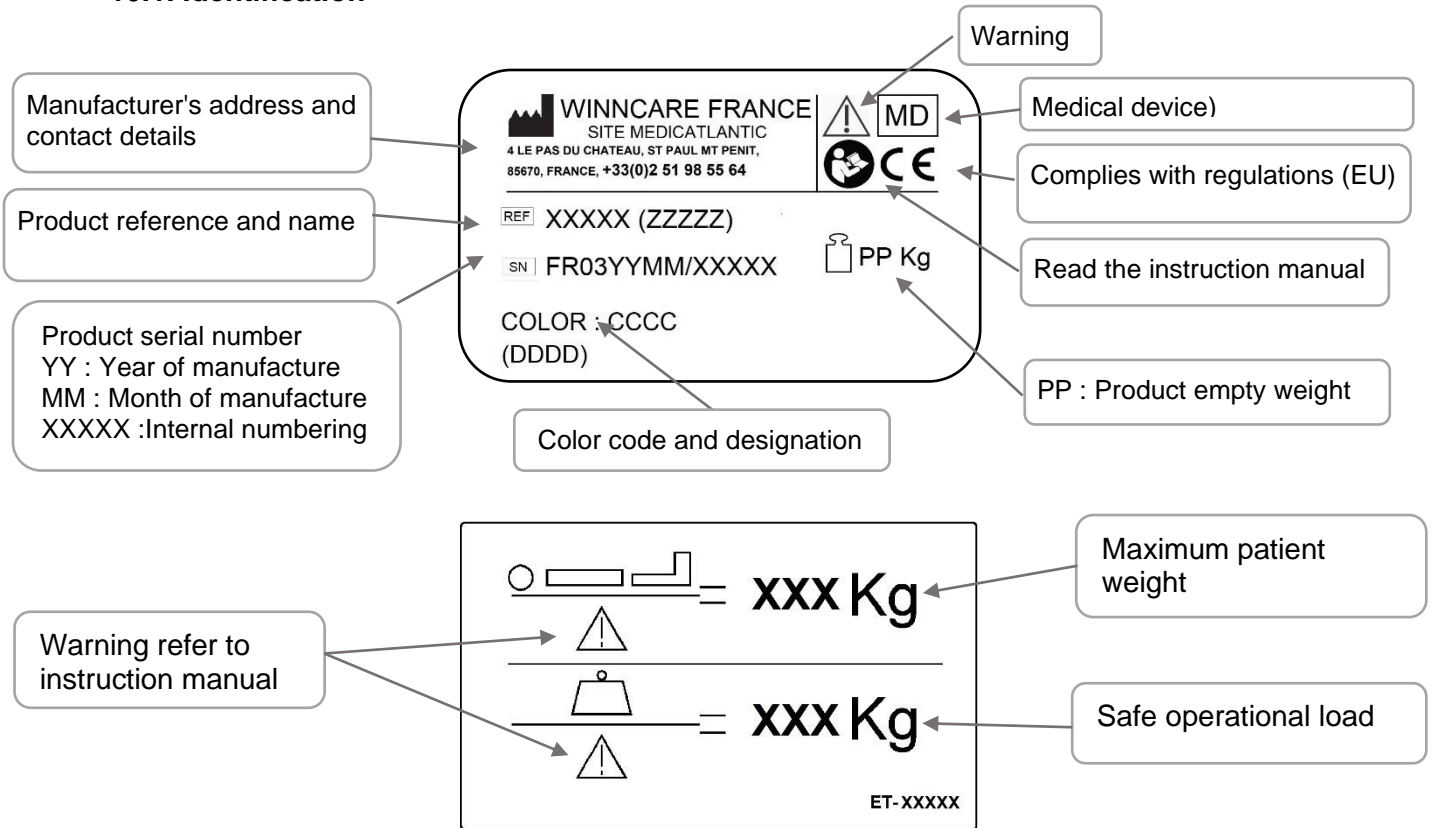 Warning
Manufacturer's address and
contact details
WINNCARE FRANCE
SITE MEDICATLANTIC
4 LE PAS DU CHATEAU, ST PAUL MT PENIT,
85670, FRANCE, +33(0)2 51 98 55 64
MD
CE
Medical device)
Complies with regulations (EU)
Product reference and name
REF XXXXX (ZZZZZ)
SN FR03YYMM/XXXXX
PP Kg
Read the instruction manual
Product serial number
YY : Year of manufacture
MM : Month of manufacture
XXXXX :Internal numbering
COLOR : CCCC
(DDDD)
PP : Product empty weight
Color code and designation
= xxx Kg
Maximum patient
weight
Warning refer to
instruction manual
= xxx Kg
Safe operational load
ET-XXXXX